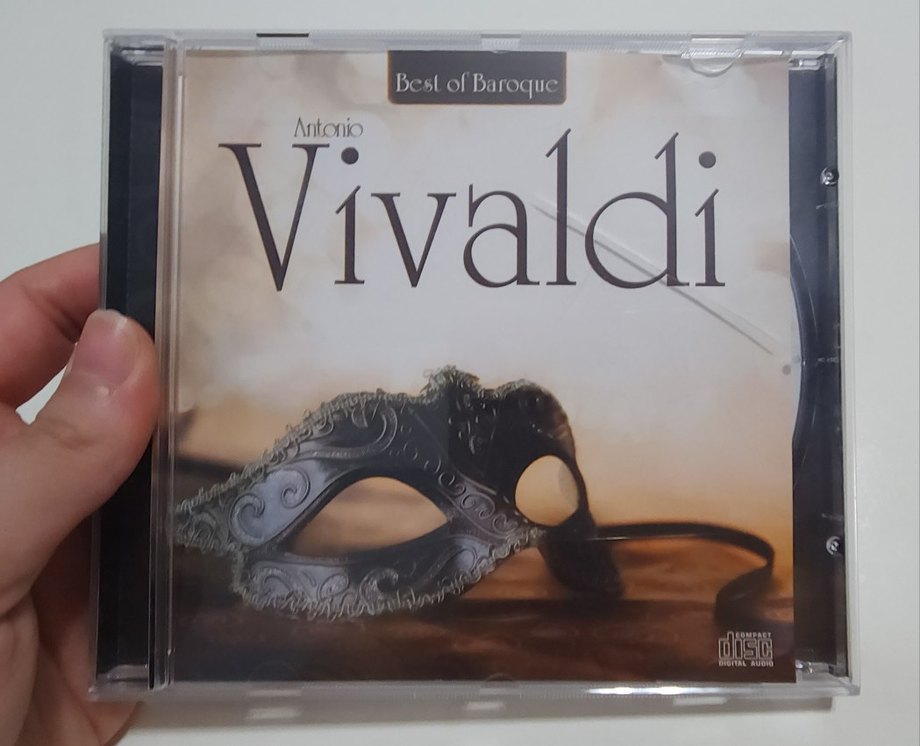 Best of Baroque
Antonio
Vivaldi
COMPACT
disc
DIGITAL AUDIO